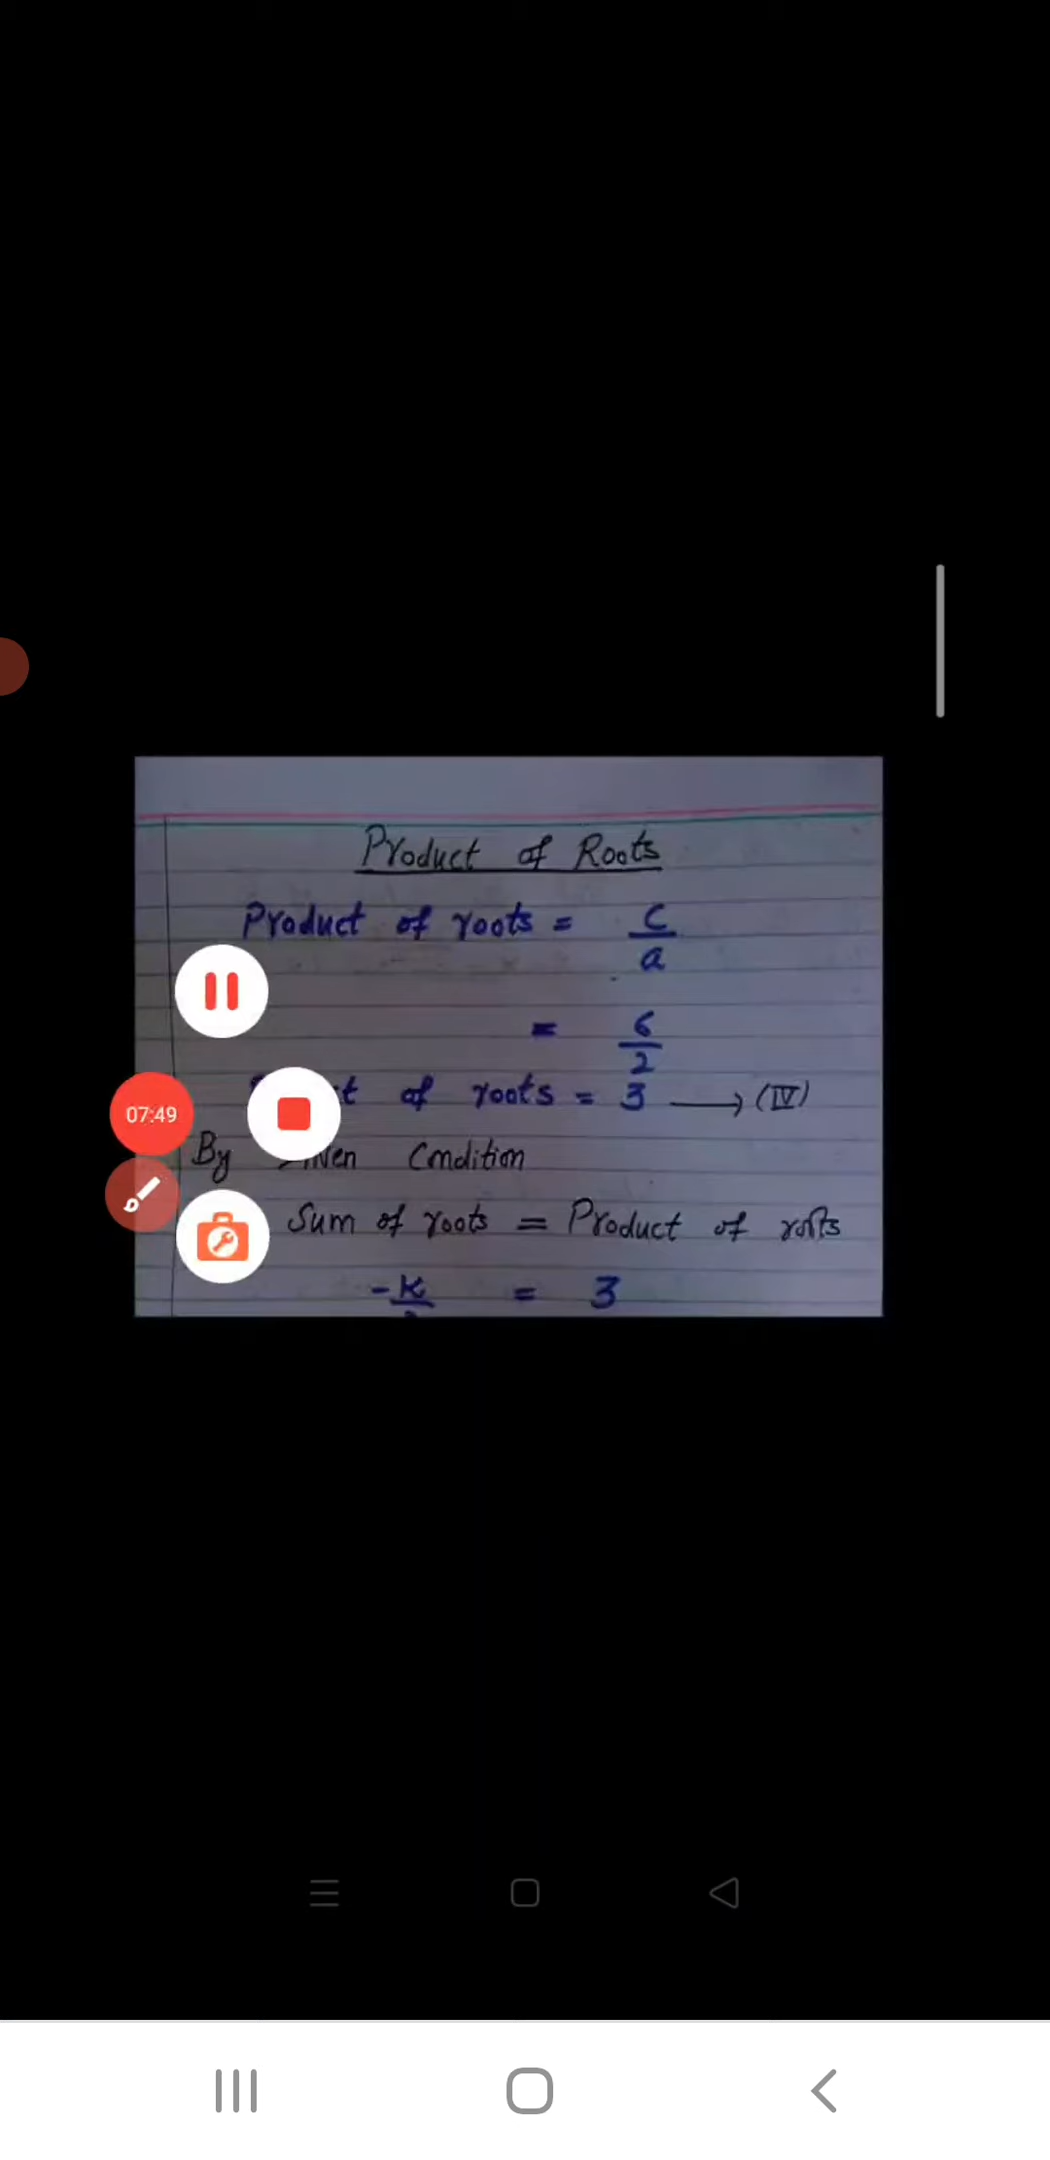 Product of Roots
Product of roots = c/a
= 6/2
of roots = 3 ⟶ (IV)
07:49
By Condition
Sum of roots = Product of roots
-K = 3